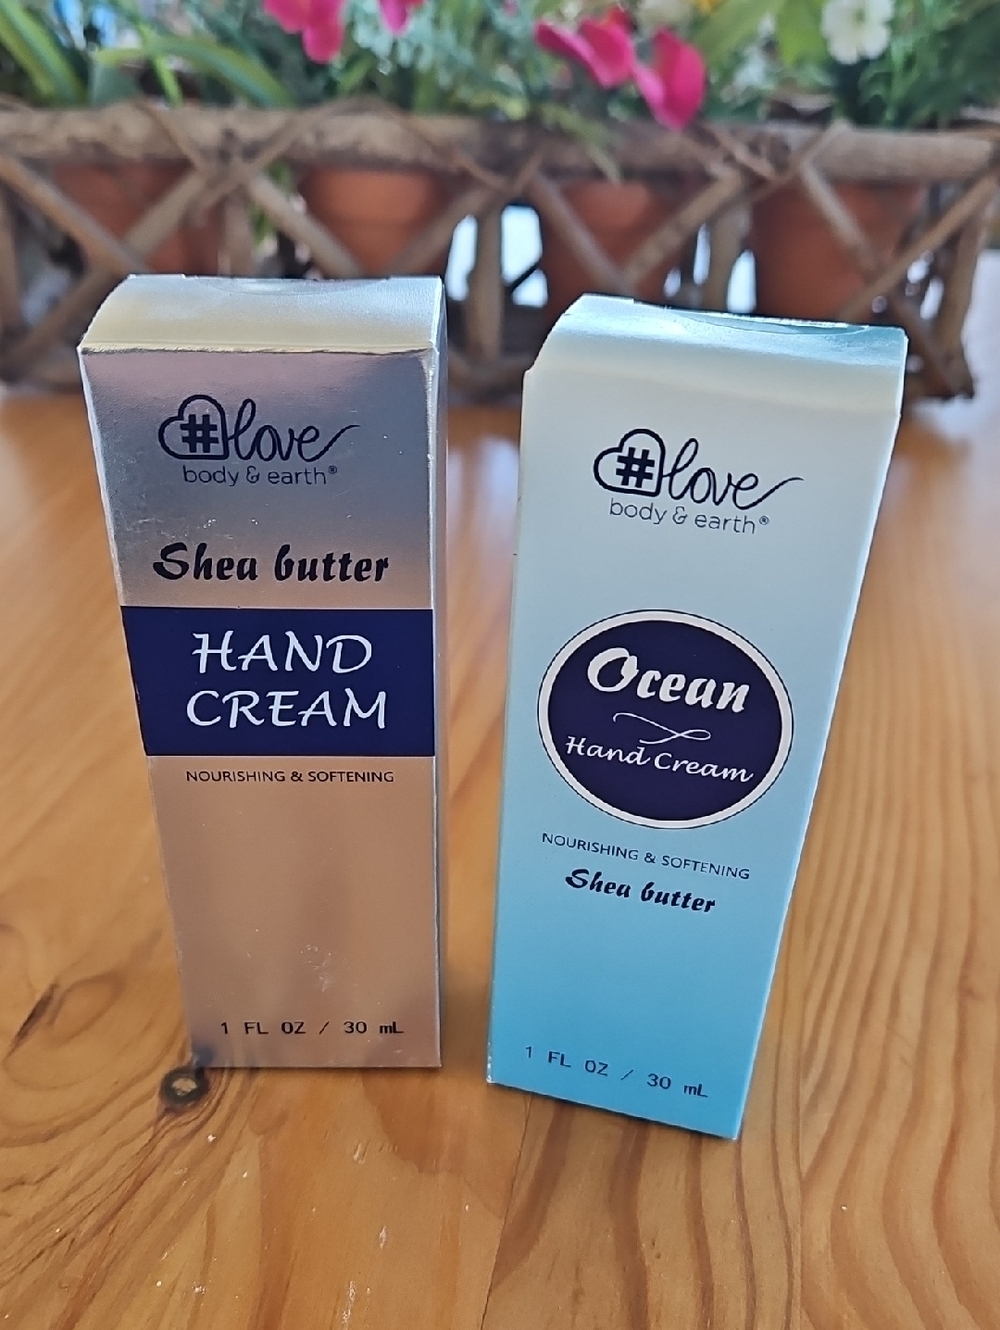 #love
body & earth®
Shea butter
HAND
CREAM
NOURISHING & SOFTENING
1 FL OZ / 30 mL
#love
body & earth®
Ocean
Hand Cream
NOURISHING & SOFTENING
Shea butter
1 FL OZ / 30 mL